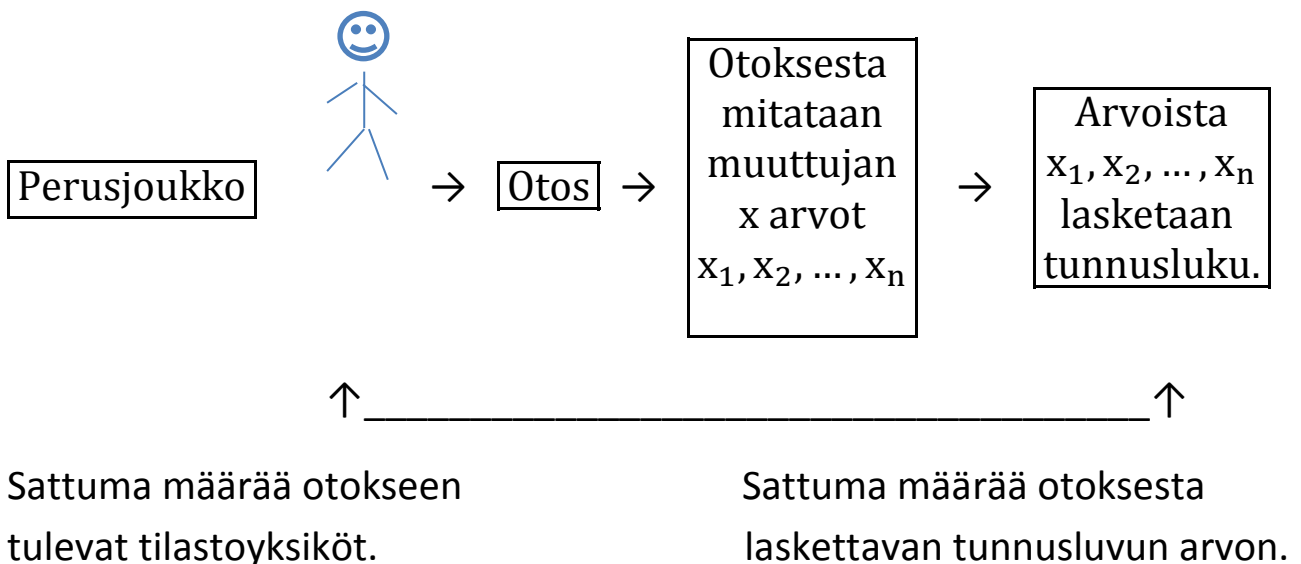 Perusjoukko
→
Otos
→
Otoksesta
mitataan
muuttujan
x arvot
x₁, x₂, … , xₙ
→
Arvoista
x₁, x₂, … , xₙ
lasketaan
tunnusluku.
↑_____________________________________↑
Sattuma määrää otokseen
tulevat tilastoyksiköt.
Sattuma määrää otoksesta
laskettavan tunnusluvun arvon.